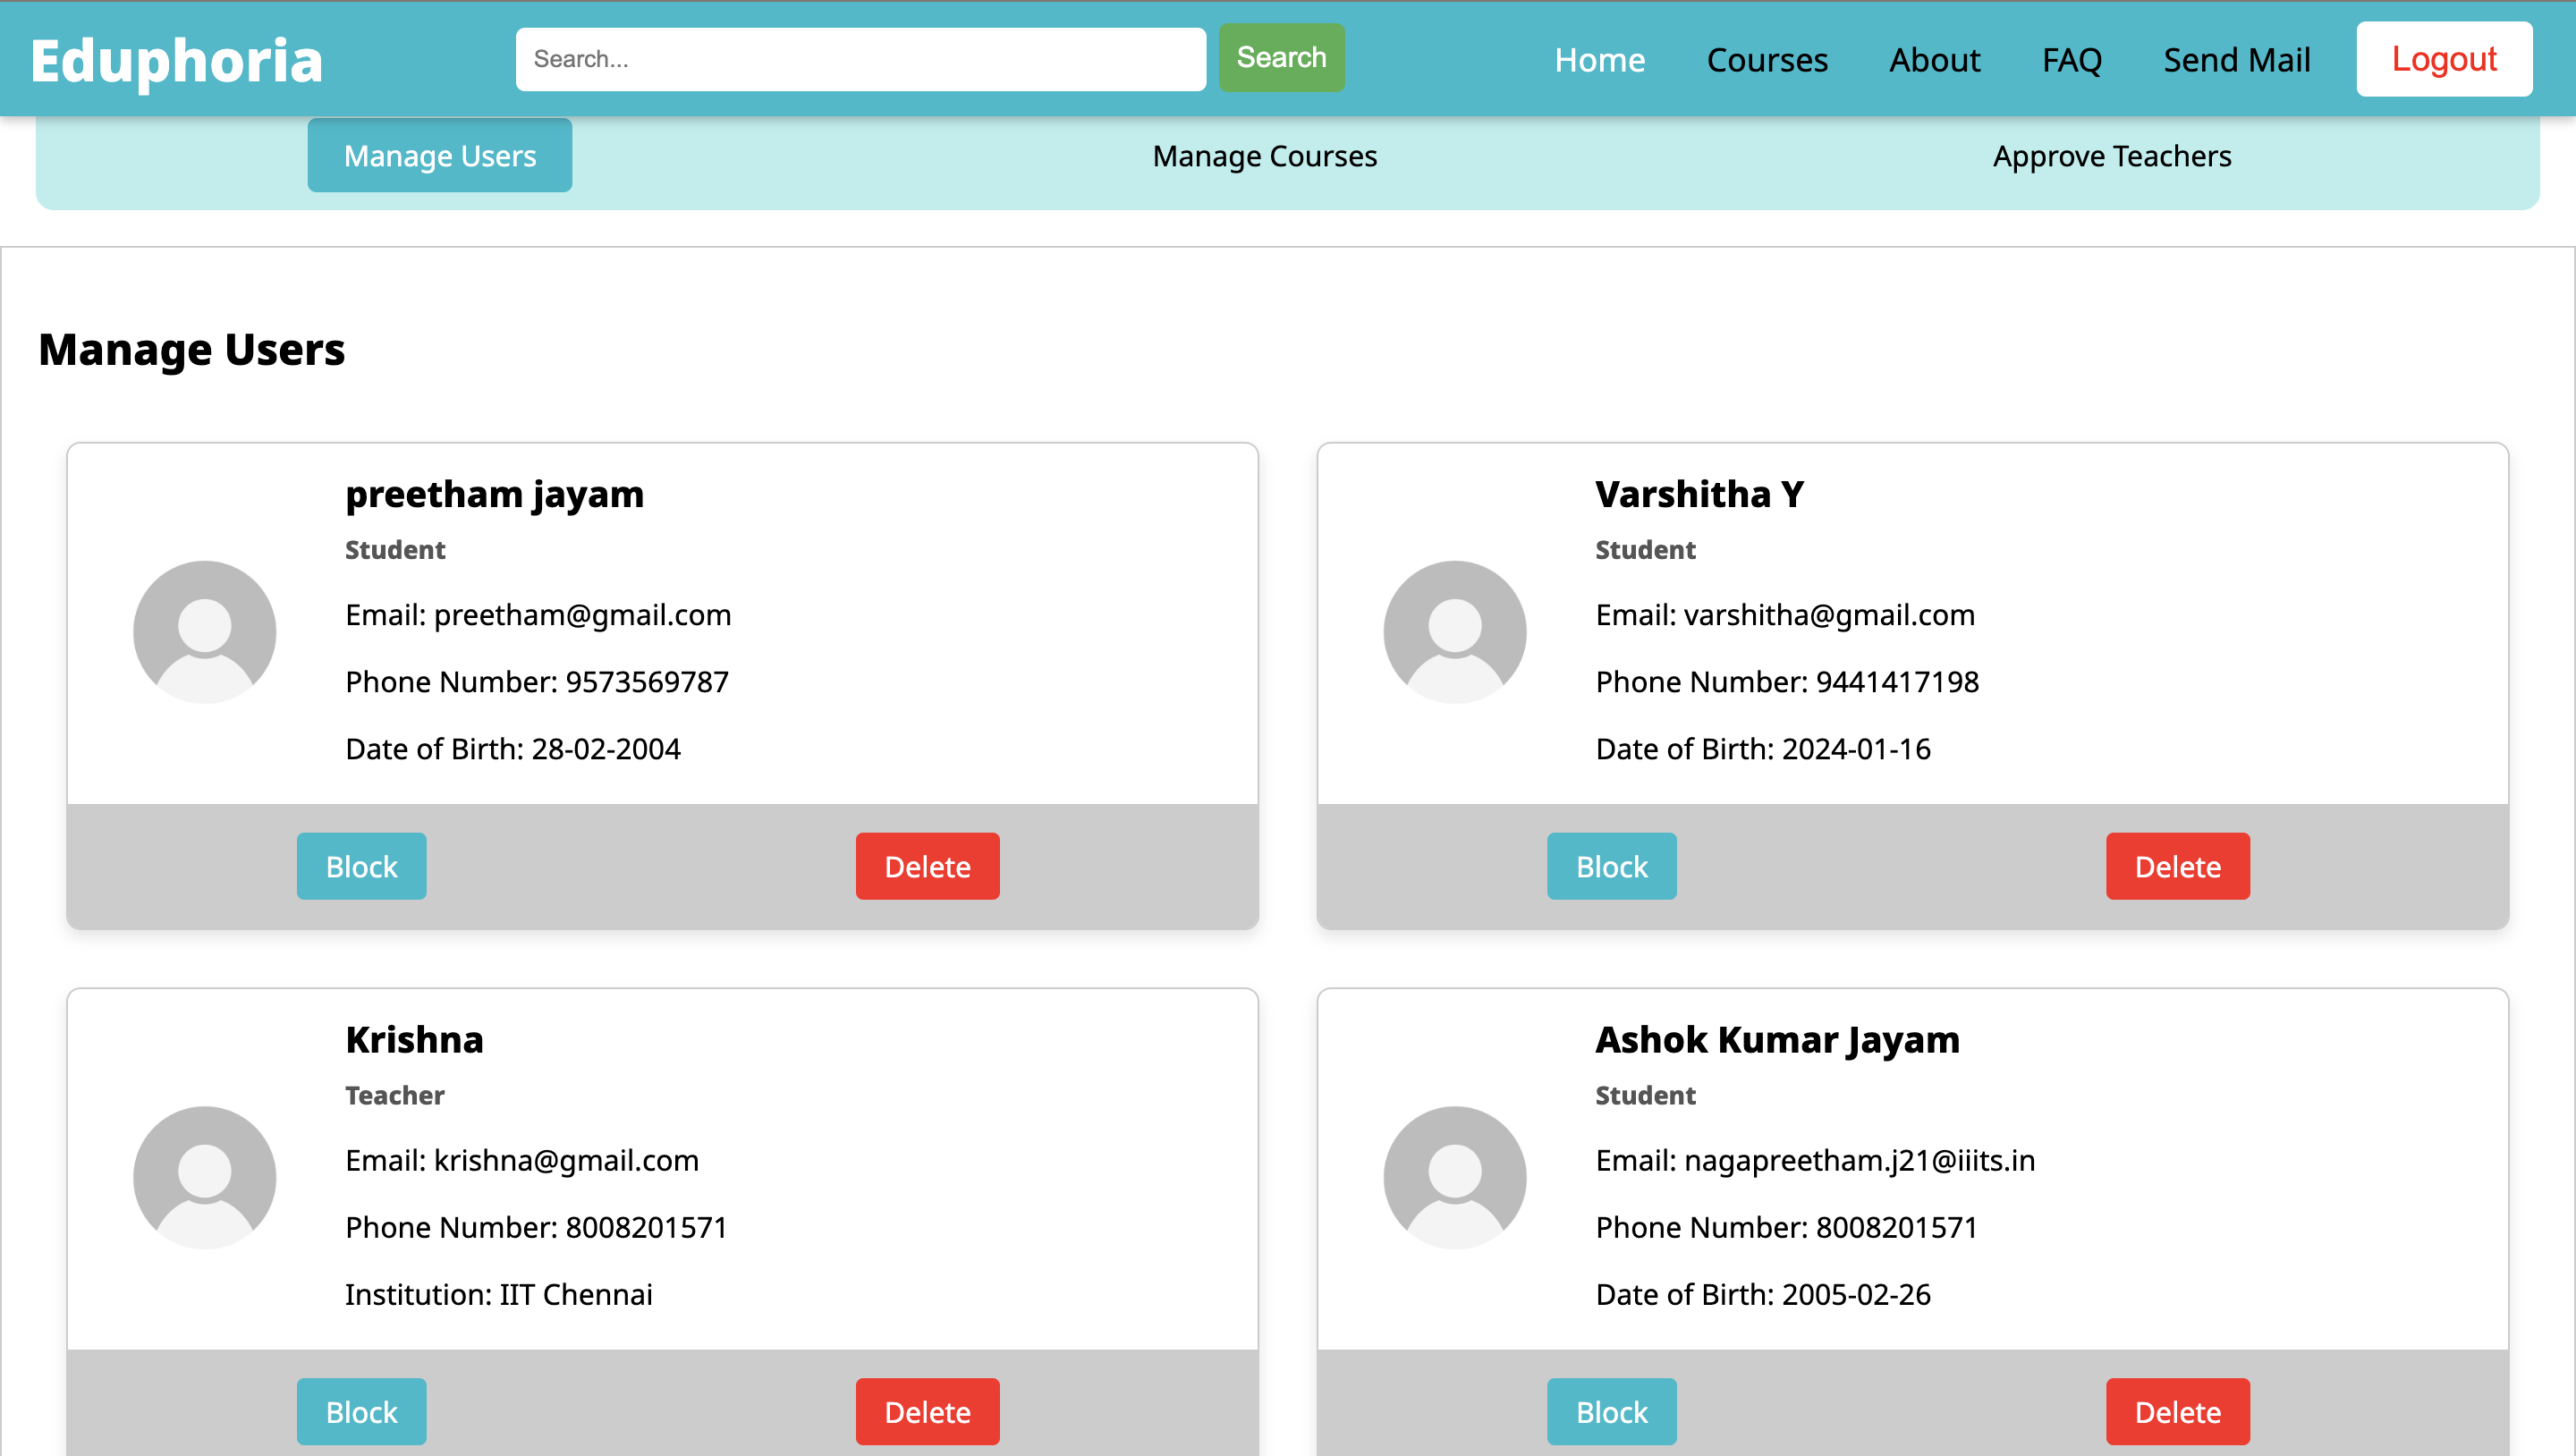 Eduphoria
Search...
Search
Home
Courses
About
FAQ
Send Mail
Logout
Manage Users
Manage Courses
Approve Teachers
Manage Users
preetham jayam
Student
Email: preetham@gmail.com
Phone Number: 9573569787
Date of Birth: 28-02-2004
Block
Delete
Varshitha Y
Student
Email: varshitha@gmail.com
Phone Number: 9441417198
Date of Birth: 2024-01-16
Block
Delete
Krishna
Teacher
Email: krishna@gmail.com
Phone Number: 8008201571
Institution: IIT Chennai
Block
Delete
Ashok Kumar Jayam
Student
Email: nagapreetham.j21@iiits.in
Phone Number: 8008201571
Date of Birth: 2005-02-26
Block
Delete